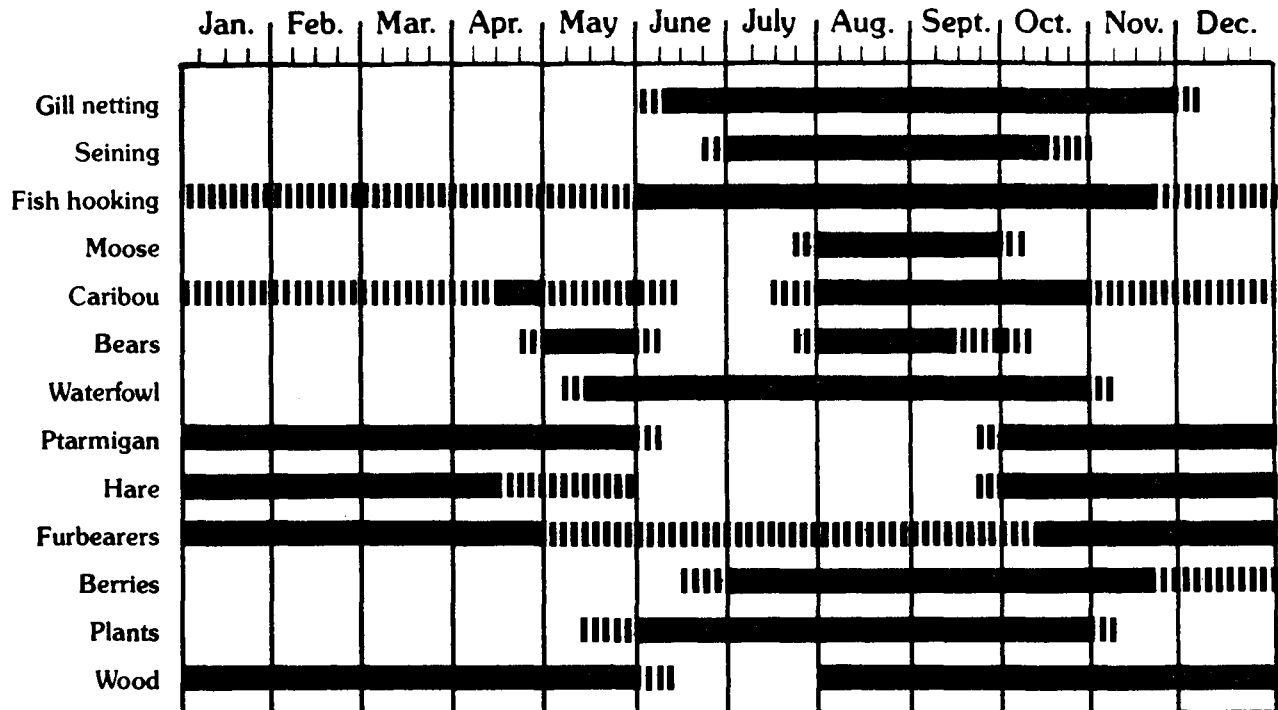 Jan. Feb. Mar. Apr. May June July Aug. Sept. Oct. Nov. Dec.
Gill netting
Seining
Fish hooking
Moose
Caribou
Bears
Waterfowl
Ptarmigan
Hare
Furbearers
Berries
Plants
Wood